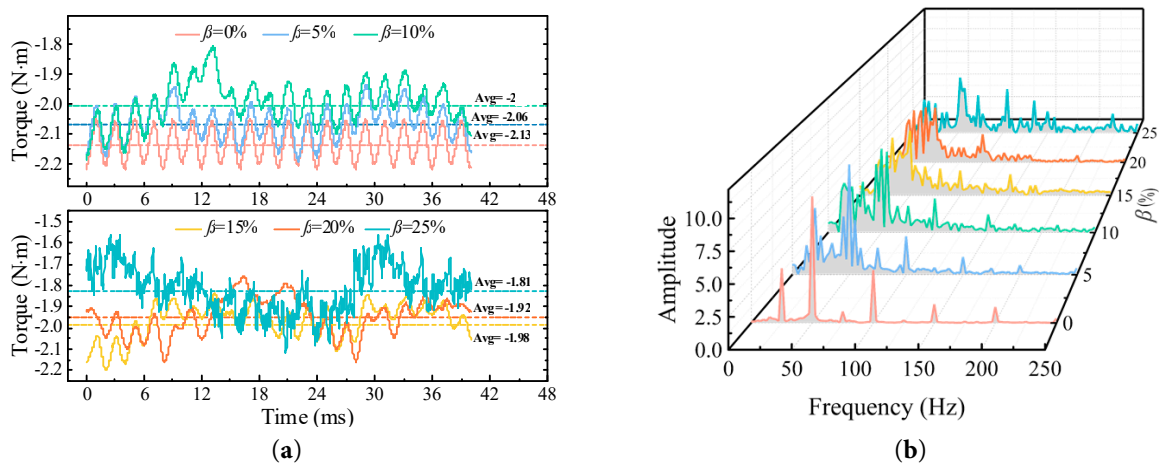 β=0% β=5% β=10%
Torque (N·m)
-1.8
-1.9
-2.0
-2.1
-2.2
Avg= -2
Avg= -2.06
Avg= -2.13
0 6 12 18 24 30 36 42 48
β=15% β=20% β=25%
Torque (N·m)
-1.5
-1.6
-1.7
-1.8
-1.9
-2.0
-2.1
-2.2
Avg= -1.81
Avg= -1.92
Avg= -1.98
0 6 12 18 24 30 36 42 48
Time (ms)
(a)
Amplitude
10.0
7.5
5.0
2.5
0.0
0 50 100 150 200 250
Frequency (Hz)
25
20
15
10
5
0
β(%)
(b)